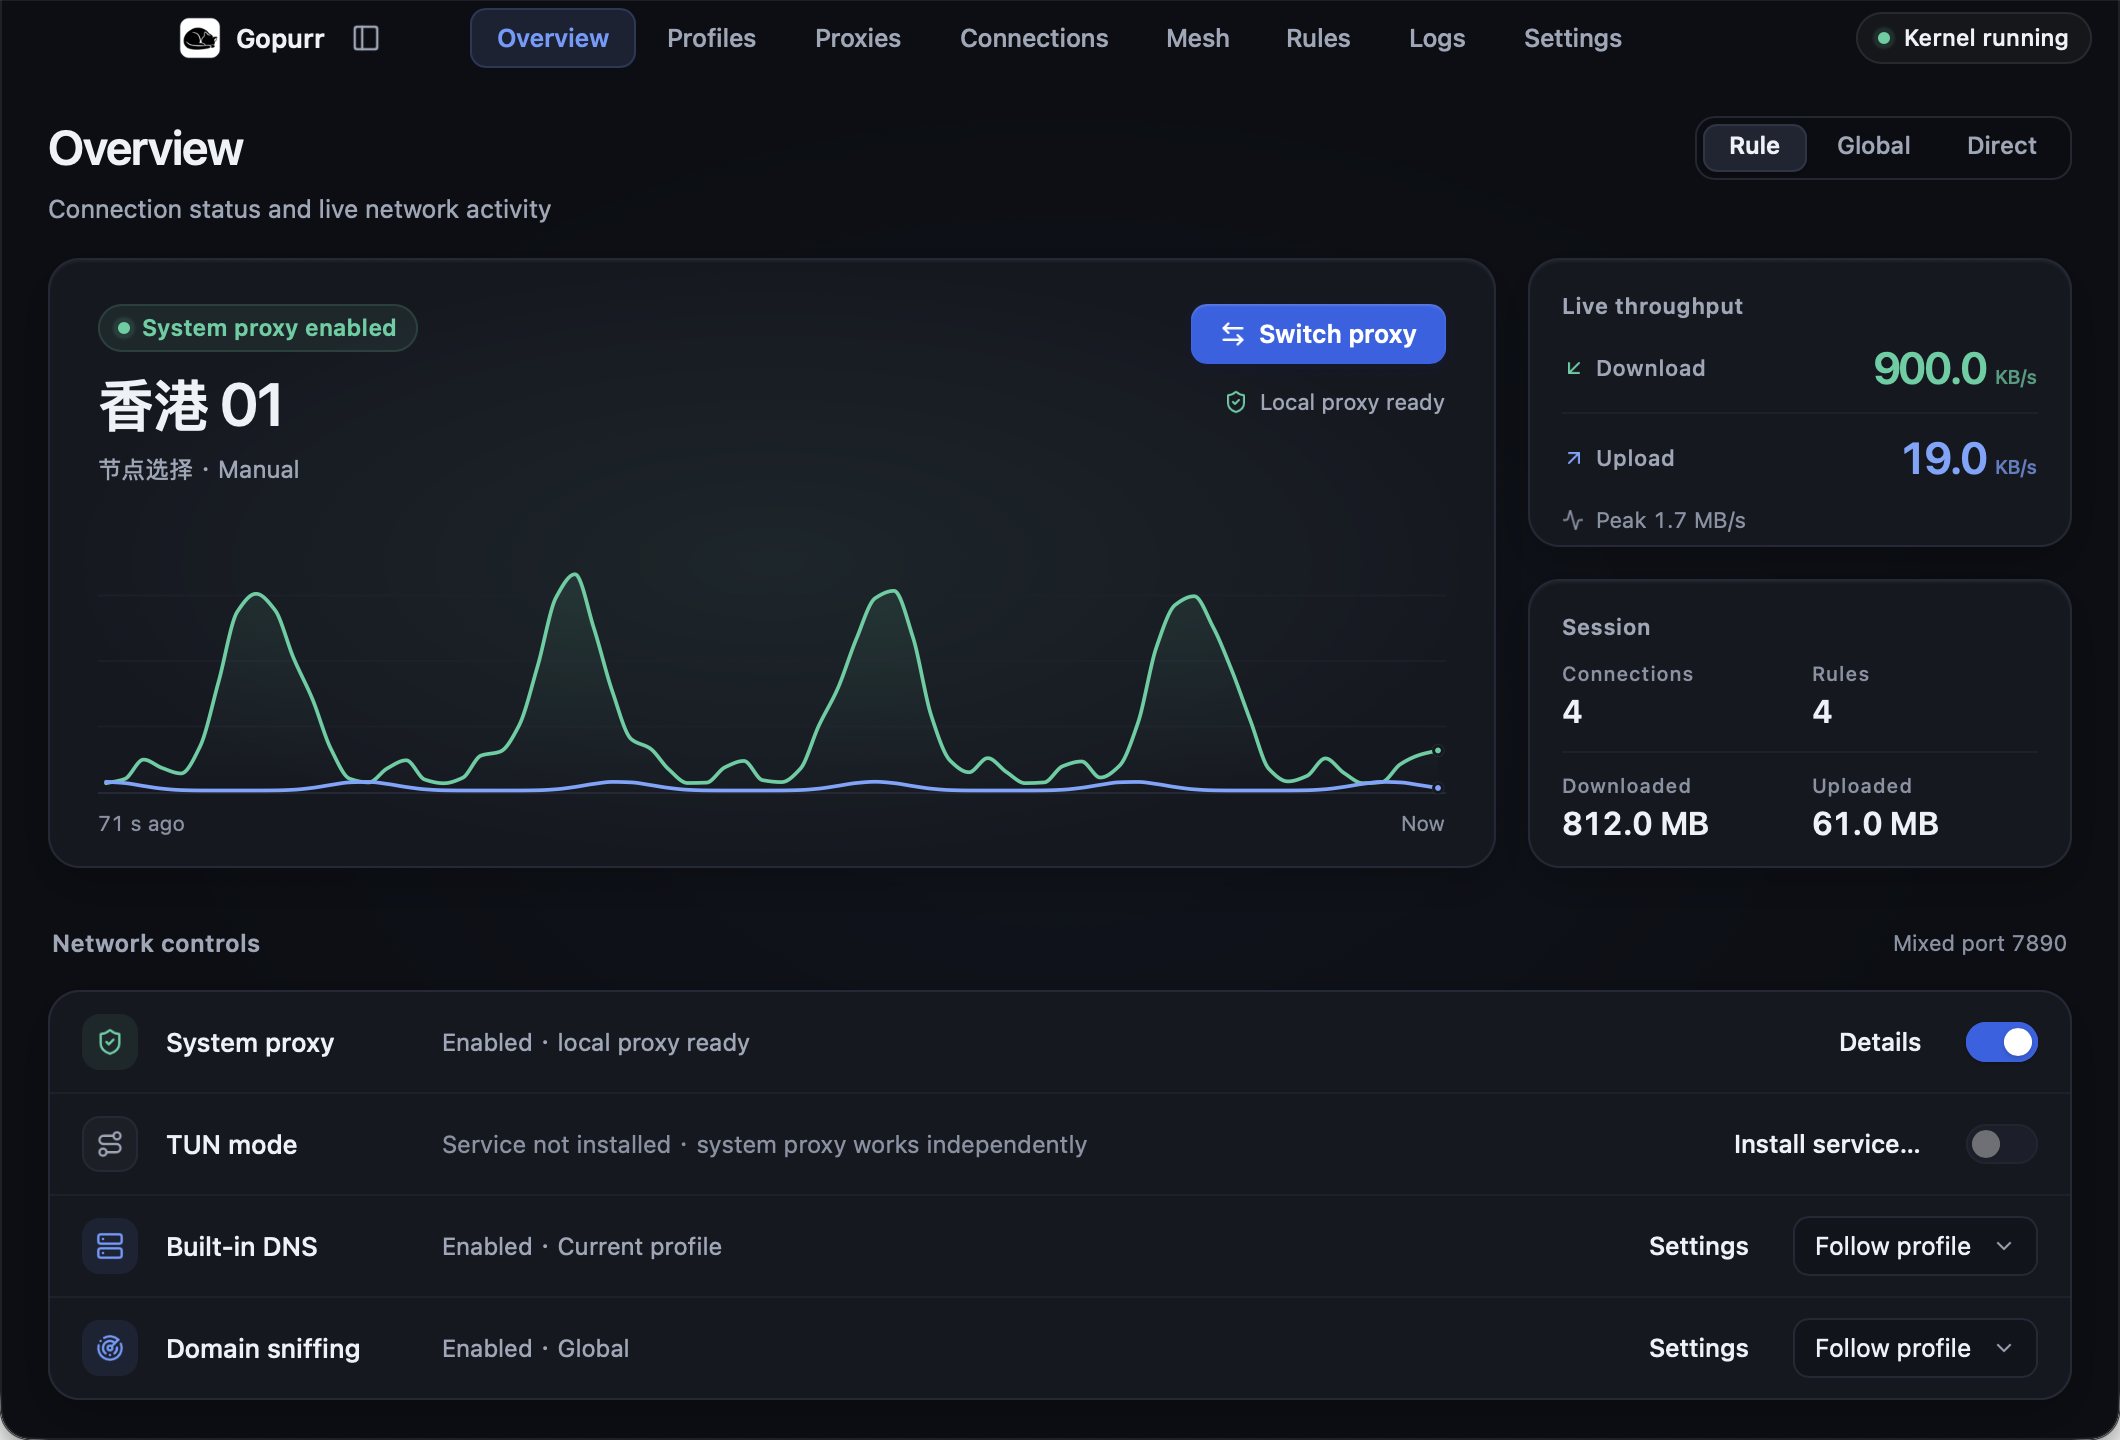 Gopurr
Overview
Profiles
Proxies
Connections
Mesh
Rules
Logs
Settings
Kernel running
Overview
Connection status and live network activity
Rule
Global
Direct
System proxy enabled
香港 01
节点选择 · Manual
Switch proxy
Local proxy ready
71 s ago
Now
Live throughput
Download
900.0 KB/s
Upload
19.0 KB/s
Peak 1.7 MB/s
Session
Connections
4
Rules
4
Downloaded
812.0 MB
Uploaded
61.0 MB
Network controls
Mixed port 7890
System proxy
Enabled · local proxy ready
Details
TUN mode
Service not installed · system proxy works independently
Install service...
Built-in DNS
Enabled · Current profile
Settings
Follow profile
Domain sniffing
Enabled · Global
Settings
Follow profile